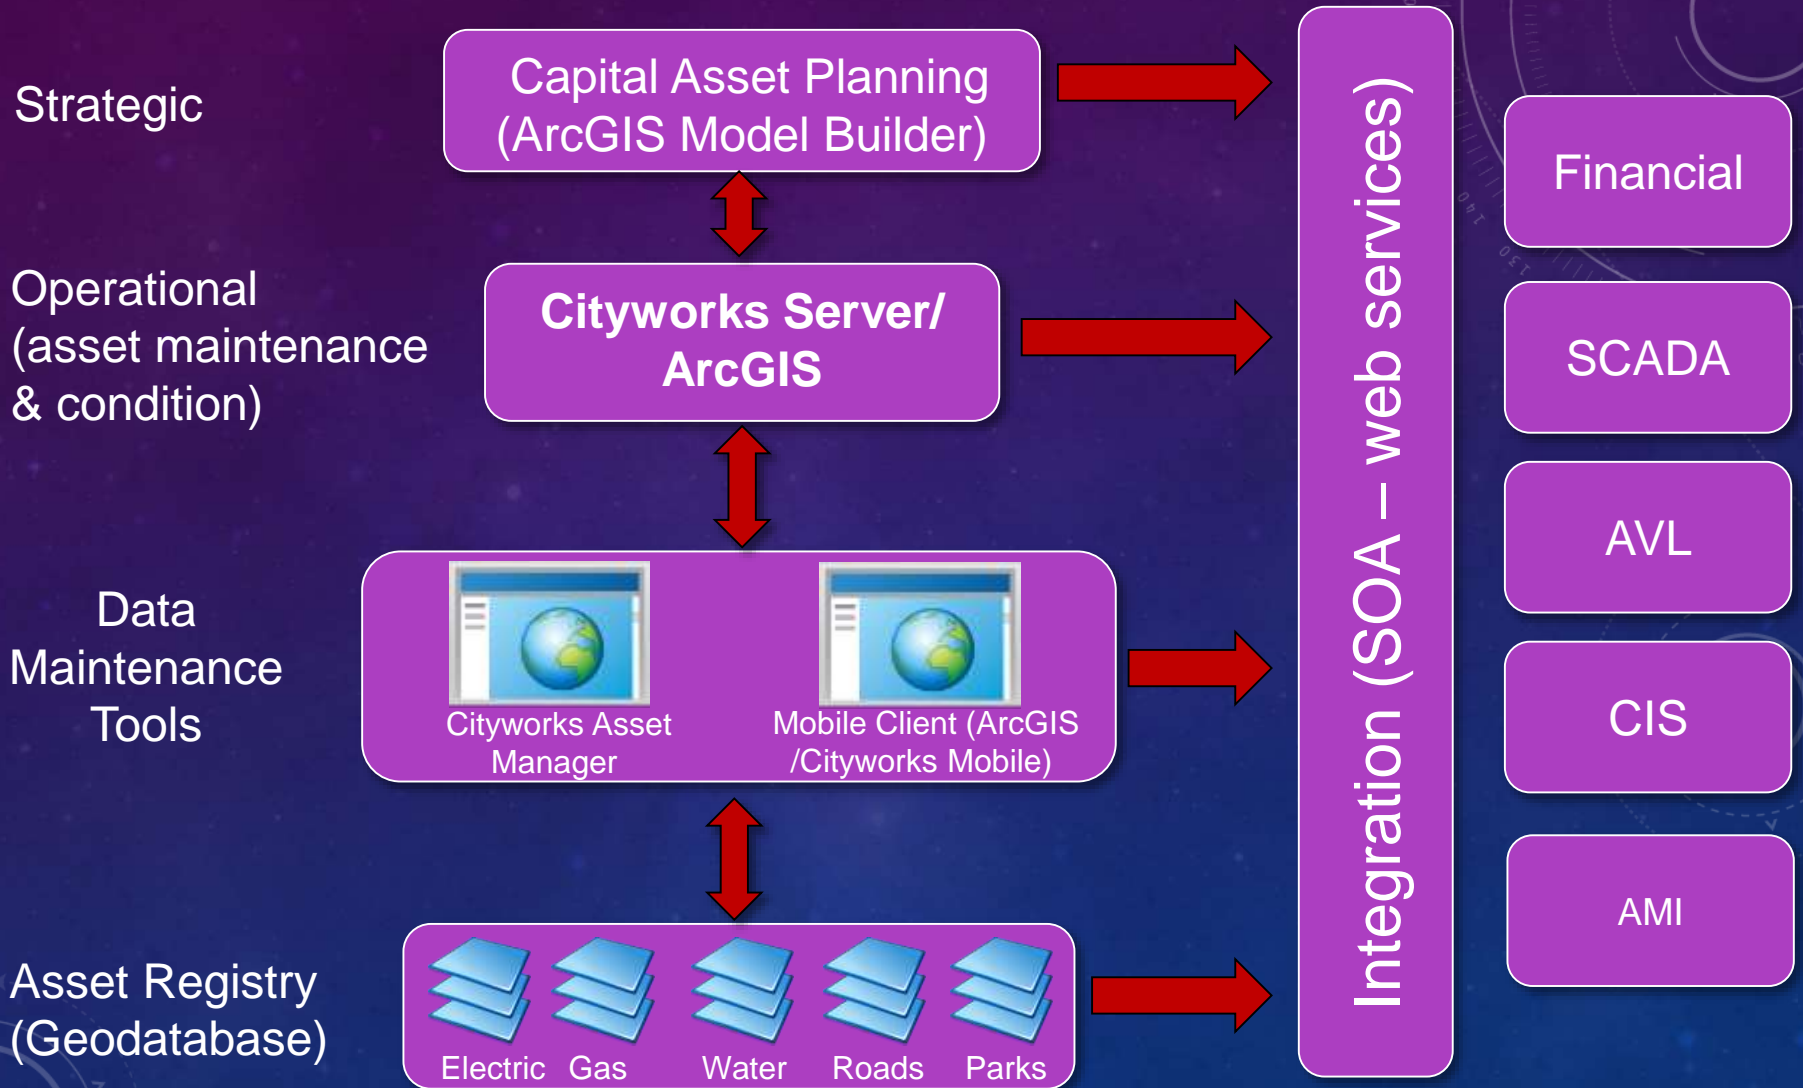 Strategic
Capital Asset Planning
(ArcGIS Model Builder)
Operational
(asset maintenance
& condition)
Cityworks Server/
ArcGIS
Data
Maintenance
Tools
Cityworks Asset
Manager
Mobile Client (ArcGIS
/Cityworks Mobile)
Asset Registry
(Geodatabase)
Electric
Gas
Water
Roads
Parks
Integration (SOA – web services)
Financial
SCADA
AVL
CIS
AMI
140
130